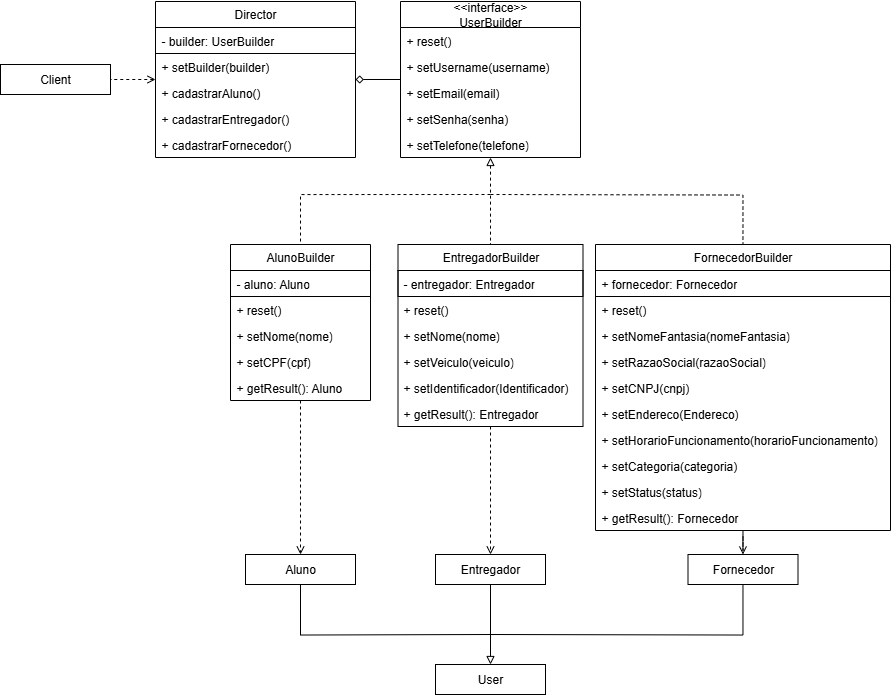 Director
- builder: UserBuilder
+ setBuilder(builder)
+ cadastrarAluno()
+ cadastrarEntregador()
+ cadastrarFornecedor()
<<interface>>
UserBuilder
+ reset()
+ setUsername(username)
+ setEmail(email)
+ setSenha(senha)
+ setTelefone(telefone)
Client
AlunoBuilder
- aluno: Aluno
+ reset()
+ setNome(nome)
+ setCPF(cpf)
+ getResult(): Aluno
EntregadorBuilder
- entregador: Entregador
+ reset()
+ setNome(nome)
+ setVeiculo(veiculo)
+ setIdentificador(Identificador)
+ getResult(): Entregador
FornecedorBuilder
+ fornecedor: Fornecedor
+ reset()
+ setNomeFantasia(nomeFantasia)
+ setRazaoSocial(razaoSocial)
+ setCNPJ(cnpj)
+ setEndereco(Endereco)
+ setHorarioFuncionamento(horarioFuncionamento)
+ setCategoria(categoria)
+ setStatus(status)
+ getResult(): Fornecedor
Aluno
Entregador
Fornecedor
User